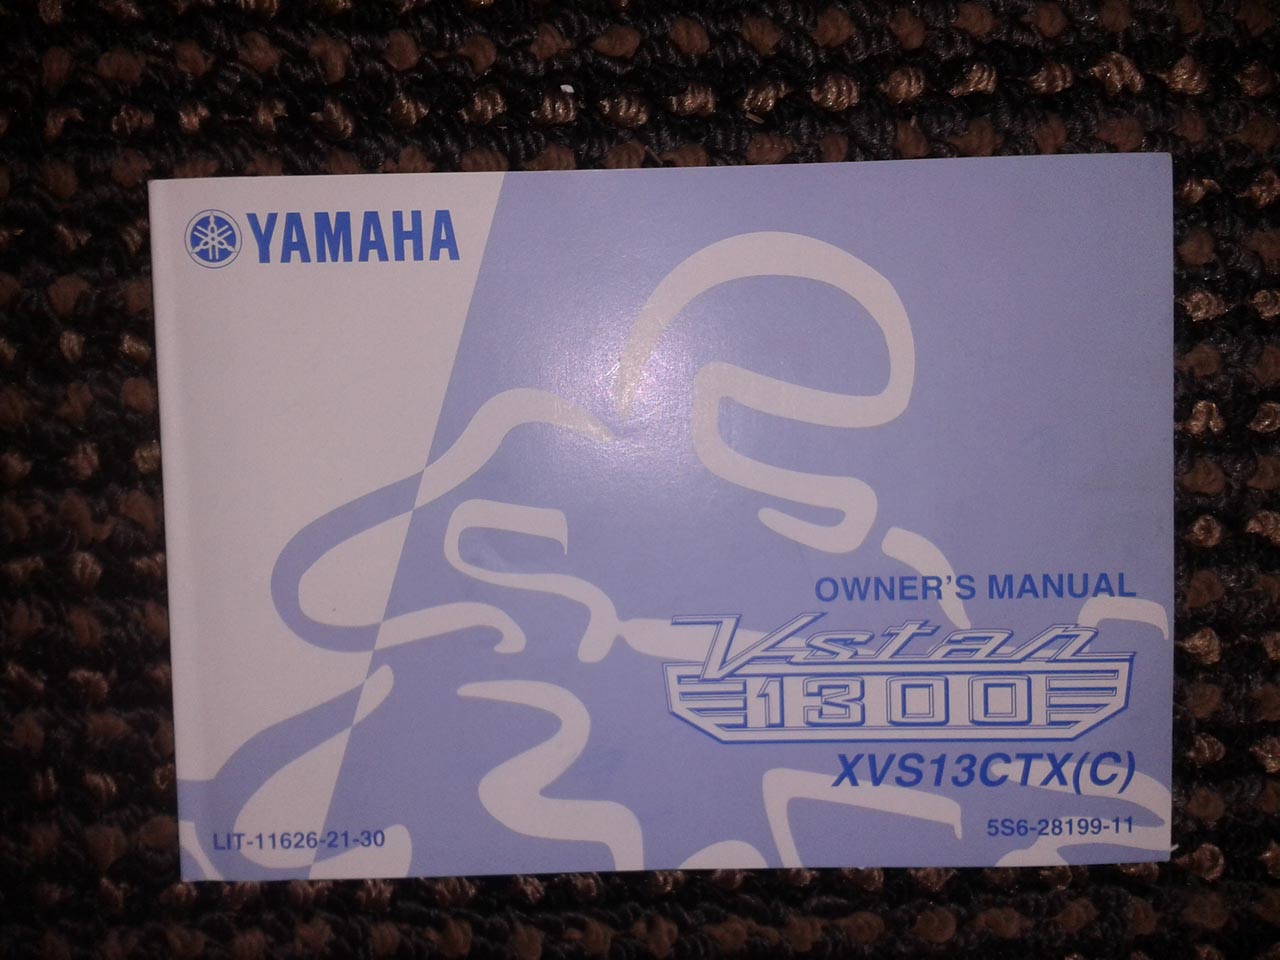 YAMAHA
OWNER'S MANUAL
Vstar
1300
XVS13CTX(C)
LIT-11626-21-30
5S6-28199-11